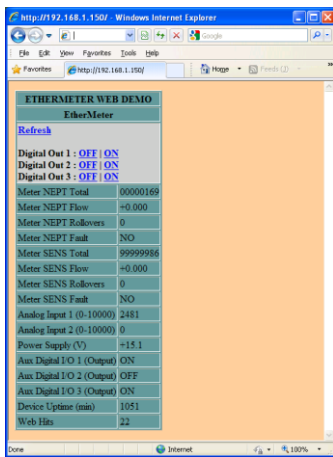 http://192.168.1.150/ - Windows Internet Explorer
Google
File Edit View Favorites Tools Help
Favorites http://192.168.1.150/ Home Feeds (J)
ETHERMETER WEB DEMO
EtherMeter
Refresh
Digital Out 1 : OFF | ON
Digital Out 2 : OFF | ON
Digital Out 3 : OFF | ON
Meter NEPT Total 00000169
Meter NEPT Flow +0.000
Meter NEPT Rollovers 0
Meter NEPT Fault NO
Meter SENS Total 99999986
Meter SENS Flow +0.000
Meter SENS Rollovers 0
Meter SENS Fault NO
Analog Input 1 (0-10000) 2481
Analog Input 2 (0-10000) 0
Power Supply (V) +15.1
Aux Digital I/O 1 (Output) ON
Aux Digital I/O 2 (Output) OFF
Aux Digital I/O 3 (Output) ON
Device Uptime (min) 1051
Web Hits 22
Done Internet 100%